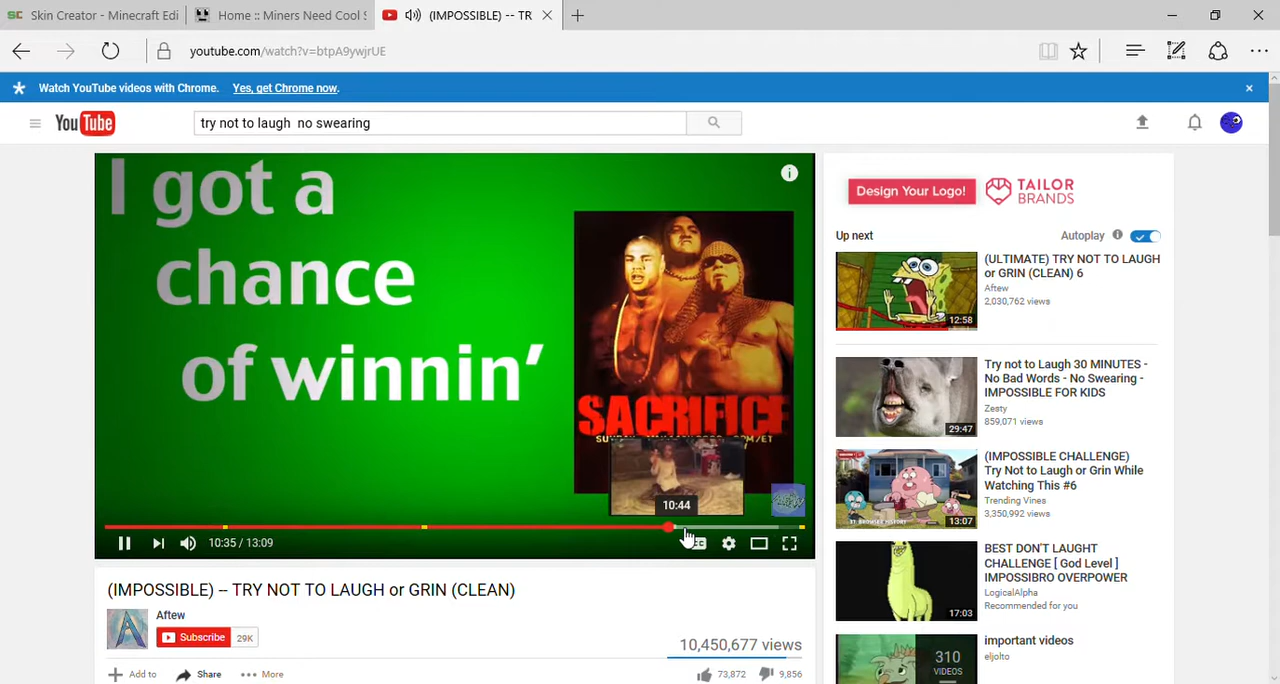 Skin Creator - Minecraft Edi
Home :: Miners Need Cool S
(IMPOSSIBLE) -- TR
youtube.com/watch?v=btpA9ywjrUE
Watch YouTube videos with Chrome. Yes, get Chrome now.
YouTube
try not to laugh no swearing
I got a
chance
of winnin'
SACRIFICE
10:44
10:35 / 13:09
(IMPOSSIBLE) -- TRY NOT TO LAUGH or GRIN (CLEAN)
Aftew
Subscribe 29K
10,450,677 views
Add to Share More
73,872 9,856
Design Your Logo! TAILOR
BRANDS
Up next Autoplay
(ULTIMATE) TRY NOT TO LAUGH
or GRIN (CLEAN) 6
Aftew
2,030,762 views
12:58
Try not to Laugh 30 MINUTES -
No Bad Words - No Swearing -
IMPOSSIBLE FOR KIDS
Zesty
859,071 views
29:47
(IMPOSSIBLE CHALLENGE)
Try Not to Laugh or Grin While
Watching This #6
Trending Vines
3,350,992 views
13:07
BEST DON'T LAUGHT
CHALLENGE [ God Level ]
IMPOSSIBRO OVERPOWER
LogicalAlpha
Recommended for you
17:03
important videos
eljolto
310
VIDEOS